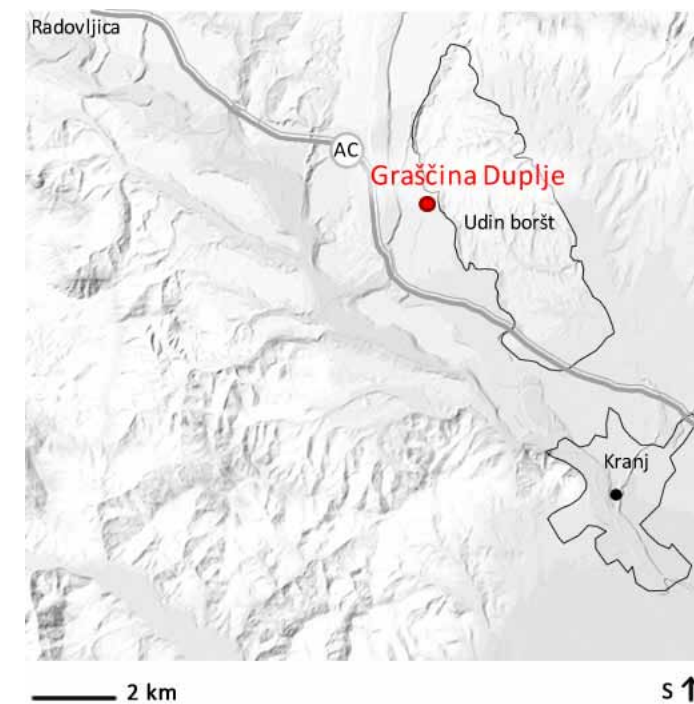 Radovljica
AC
Graščina Duplje
Udin boršt
Kranj
2 km
S